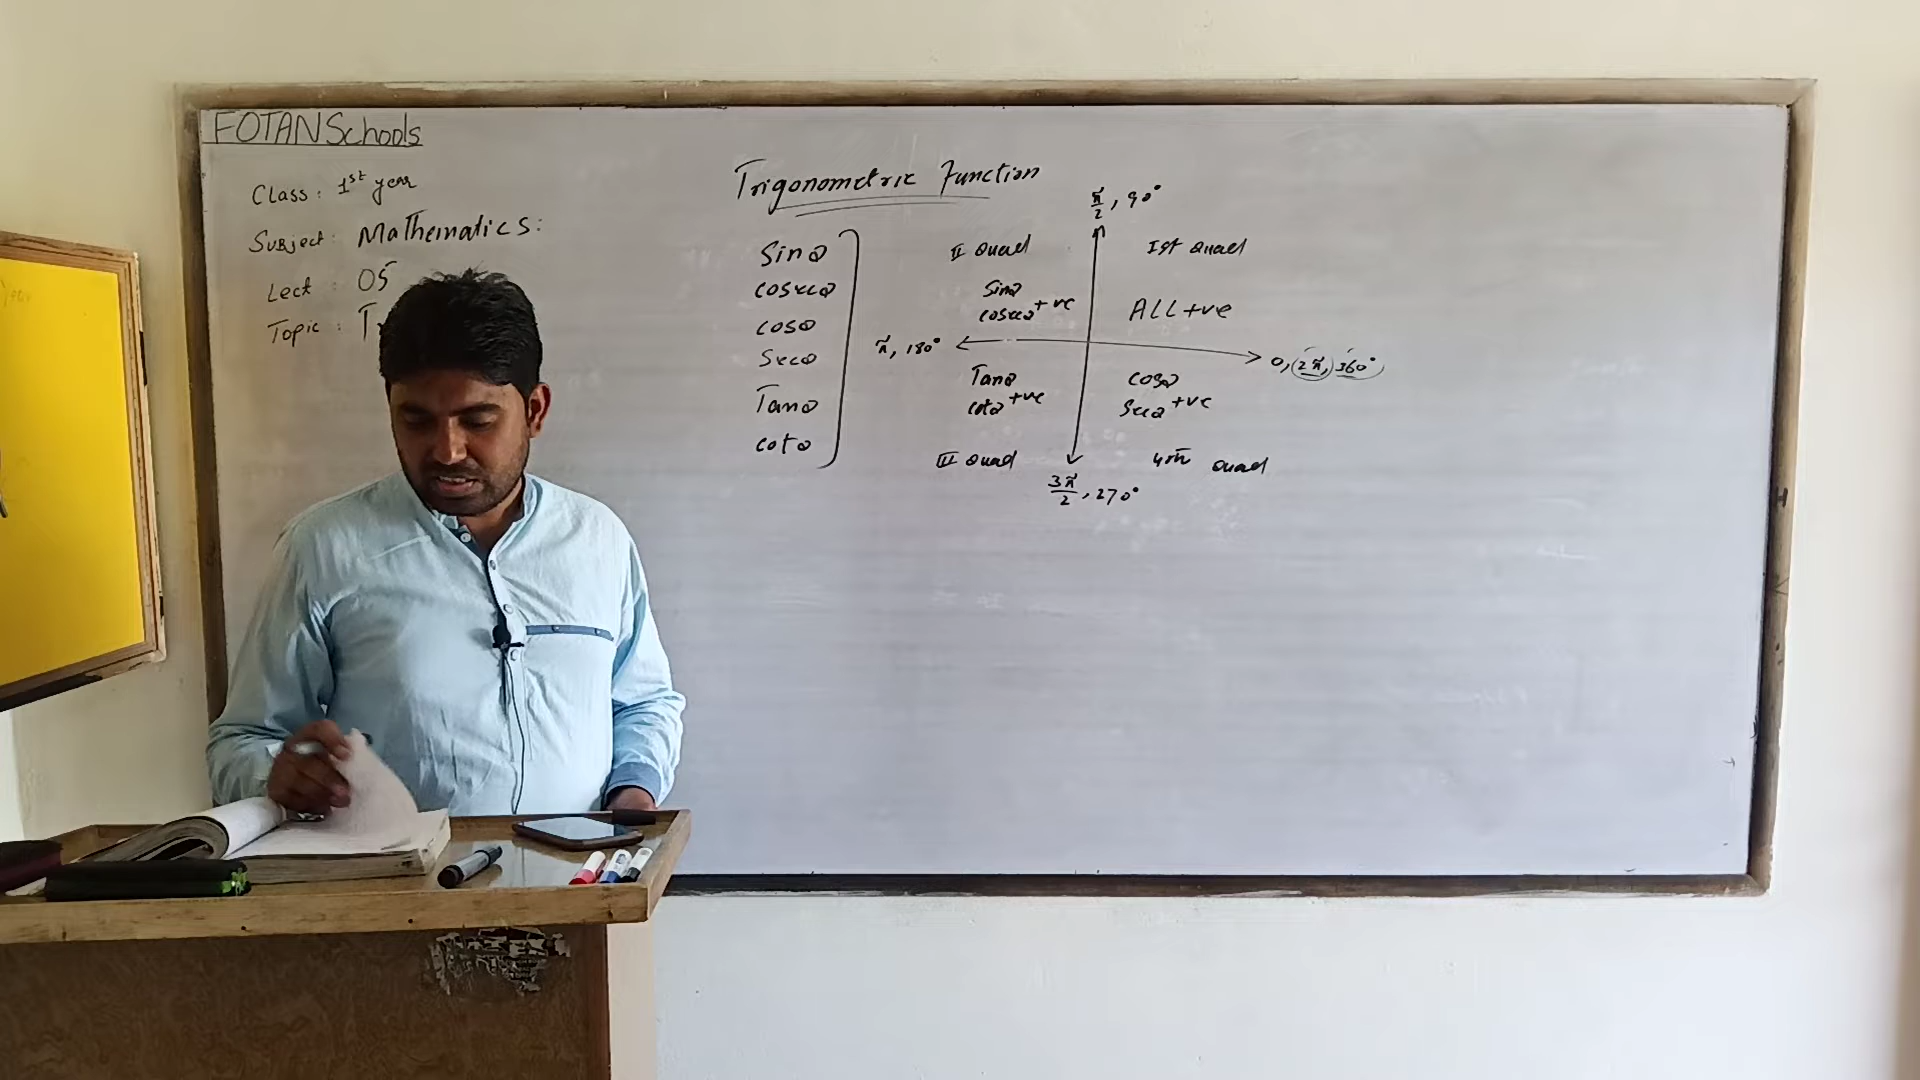 FOTAN Schools
Class : 1st year
Subject : Mathematics :
Lect : 05
Topic :
Trigonometric Function
Sinθ
Cosecθ
Cosθ
Secθ
Tanθ
Cotθ
π/2, 90°
II Quad
Ist Quad
Sinθ
Cosecθ +ve
ALL +ve
π, 180°
0, 2π, 360°
Tanθ
Cotθ +ve
Cosθ
Secθ +ve
III Quad
4rth Quad
3π/2, 270°